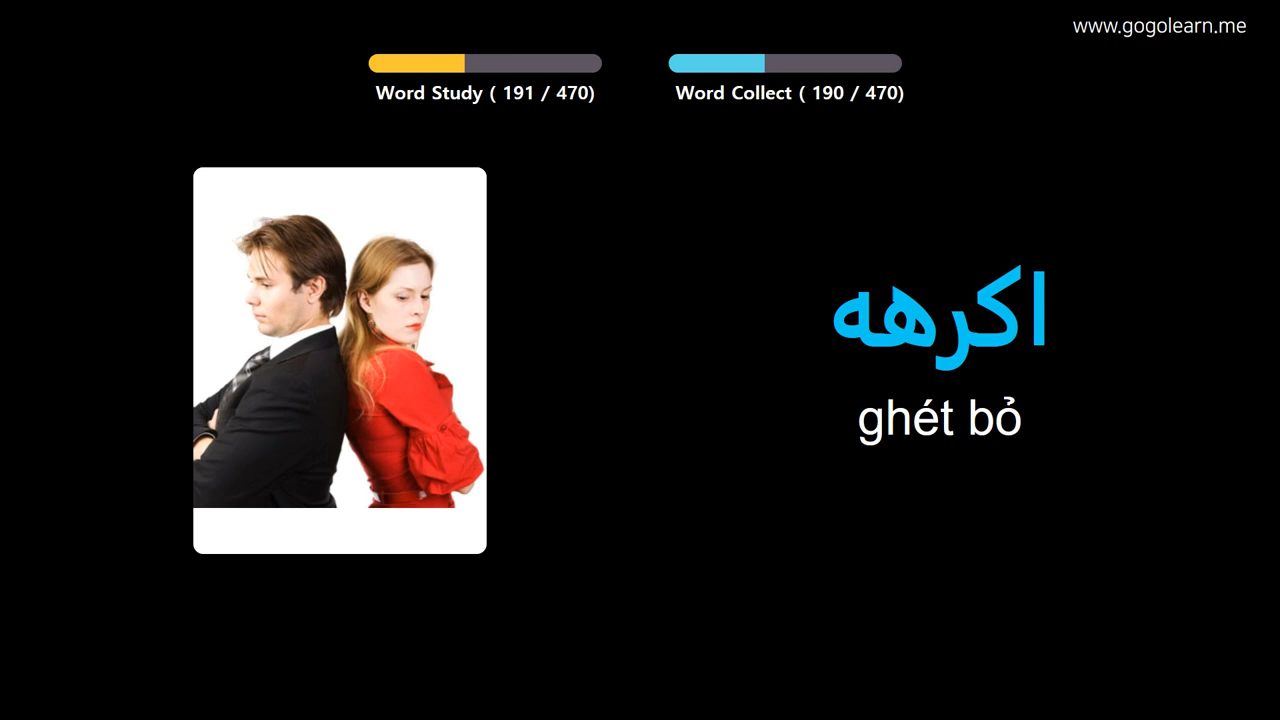 www.gogolearn.me
Word Study ( 191 / 470)
Word Collect ( 190 / 470)
اكرهه
ghét bỏ